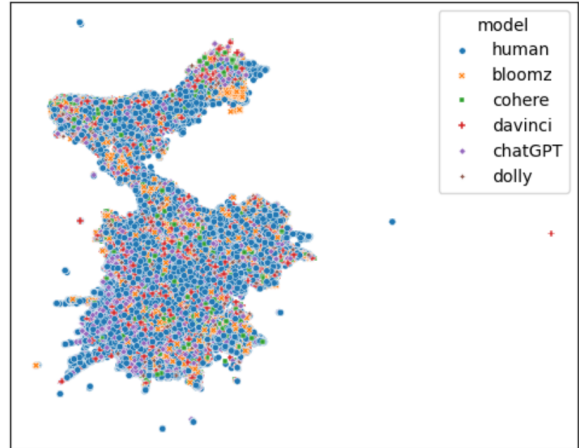 model
human
bloomz
cohere
davinci
chatGPT
dolly